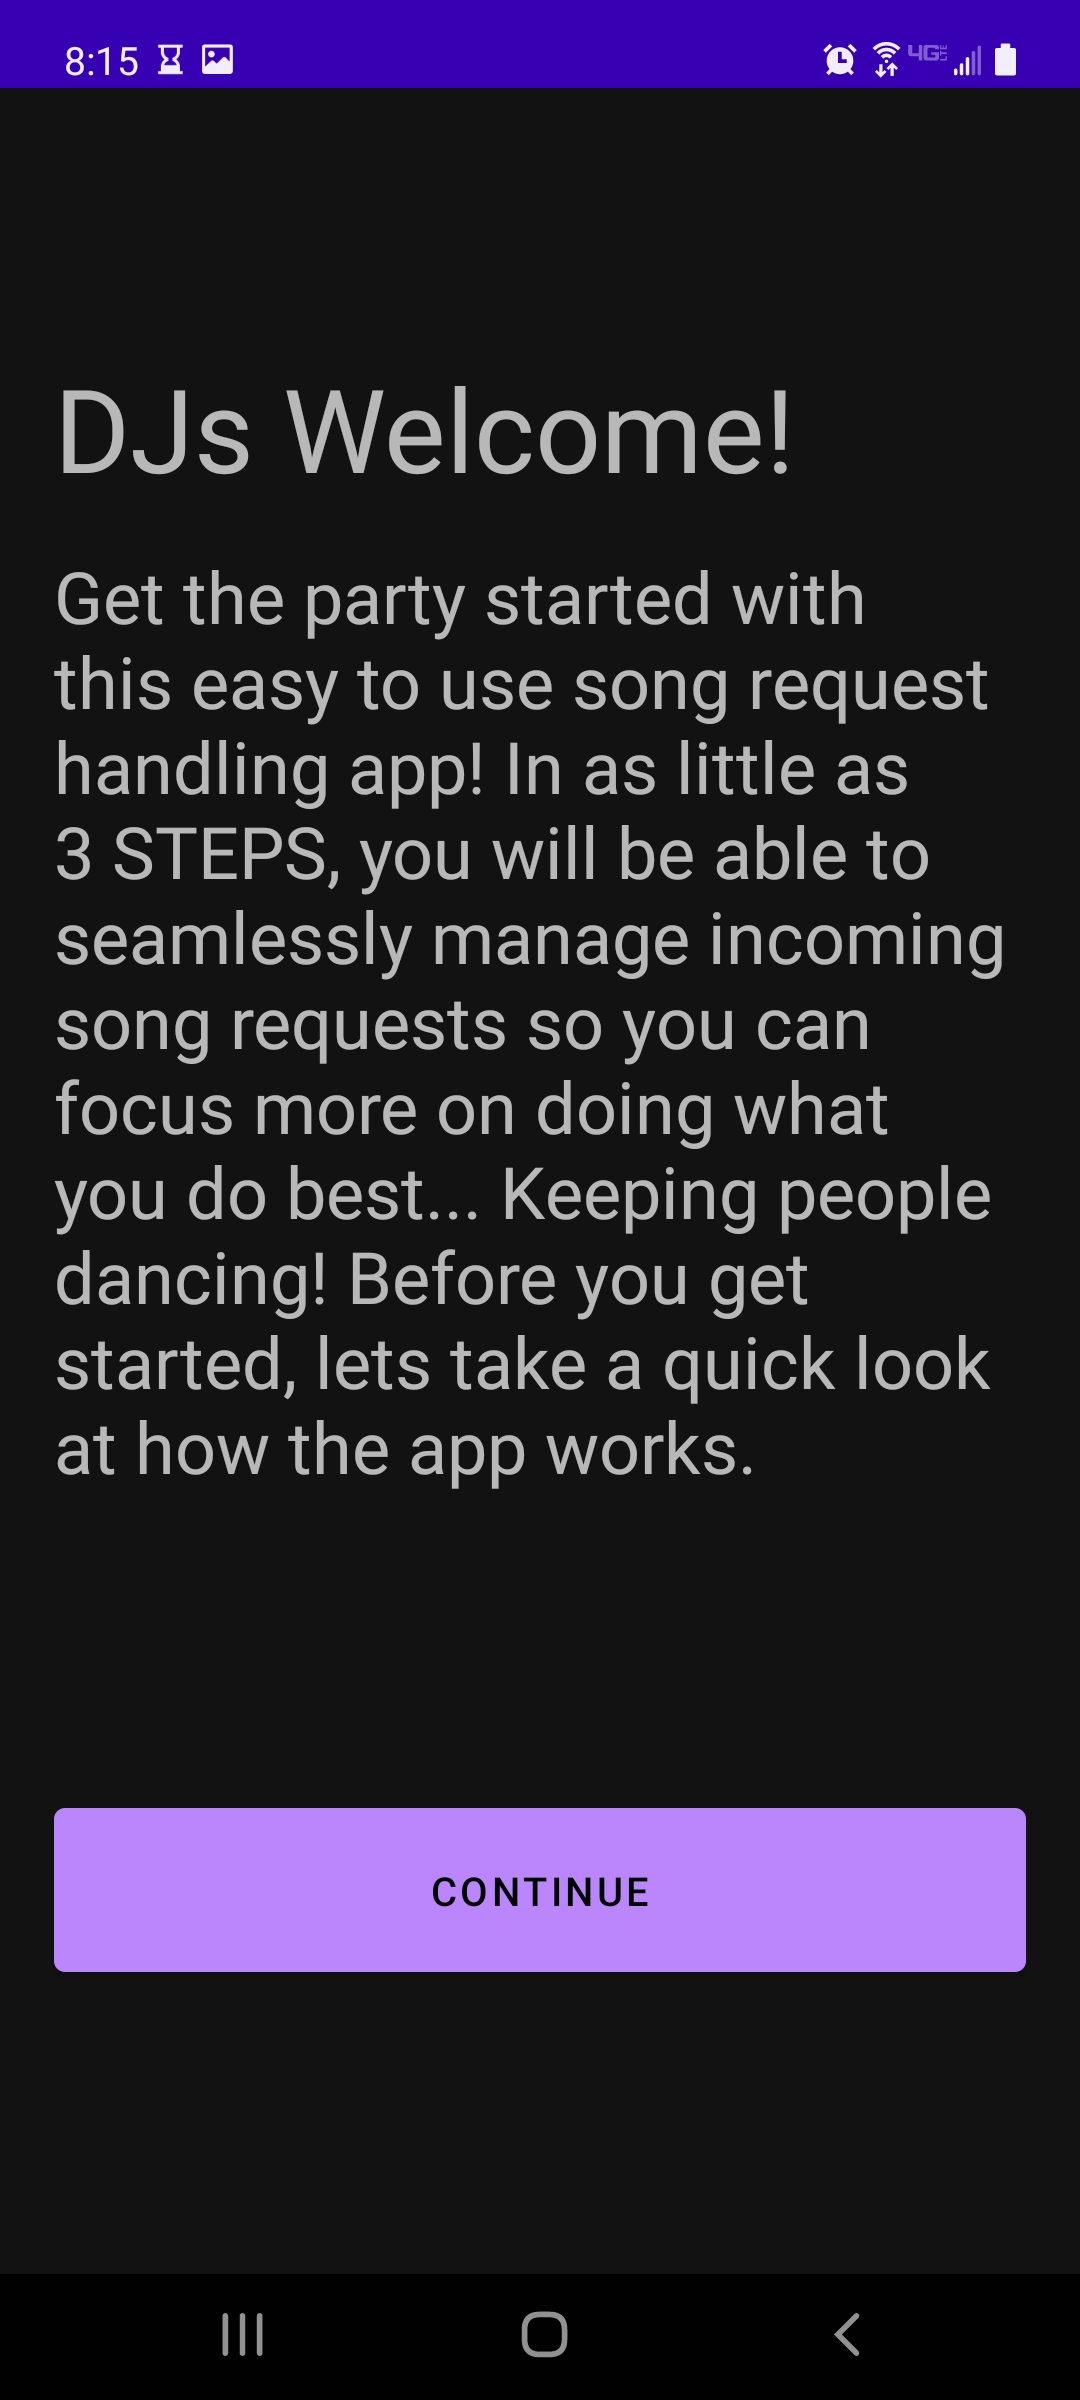 8:15
4G LTE
DJs Welcome!
Get the party started with
this easy to use song request
handling app! In as little as
3 STEPS, you will be able to
seamlessly manage incoming
song requests so you can
focus more on doing what
you do best... Keeping people
dancing! Before you get
started, lets take a quick look
at how the app works.
CONTINUE